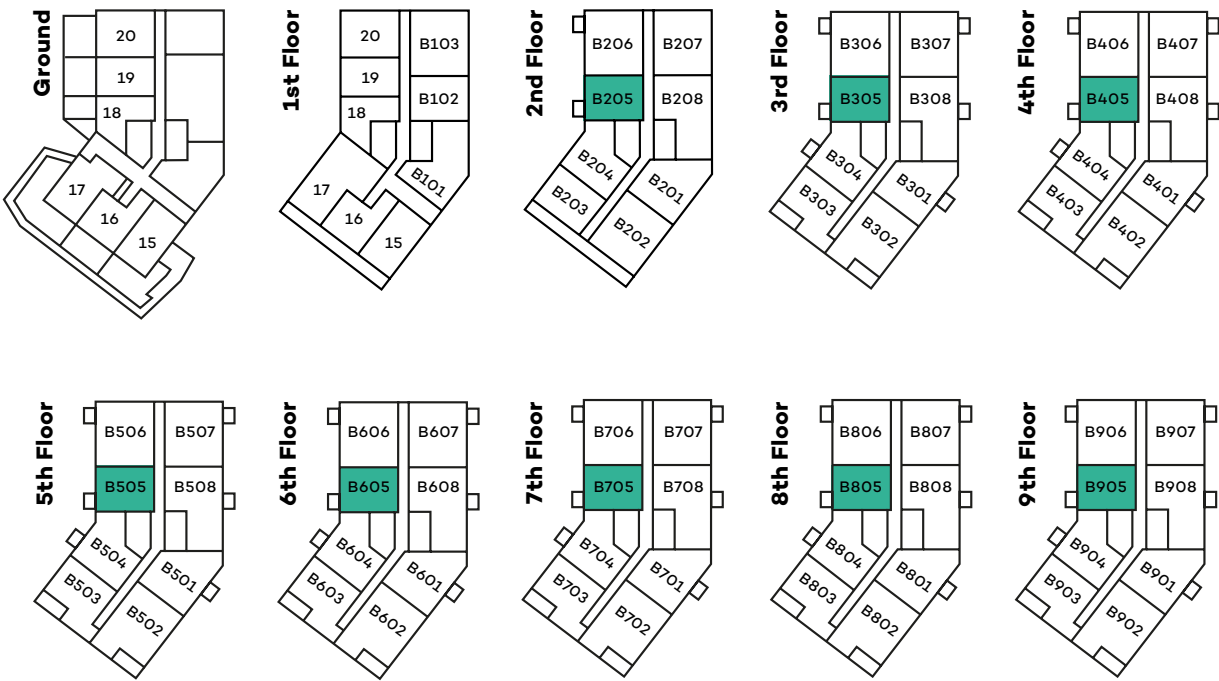 Ground
20
19
18
17
16
15
1st Floor
20
19
18
17
16
15
B103
B102
B101
2nd Floor
B206
B207
B205
B208
B204
B203
B201
B202
3rd Floor
B306
B307
B305
B308
B304
B303
B301
B302
4th Floor
B406
B407
B405
B408
B404
B403
B401
B402
5th Floor
B506
B507
B505
B508
B504
B503
B501
B502
6th Floor
B606
B607
B605
B608
B604
B603
B601
B602
7th Floor
B706
B707
B705
B708
B704
B703
B701
B702
8th Floor
B806
B807
B805
B808
B804
B803
B801
B802
9th Floor
B906
B907
B905
B908
B904
B903
B901
B902